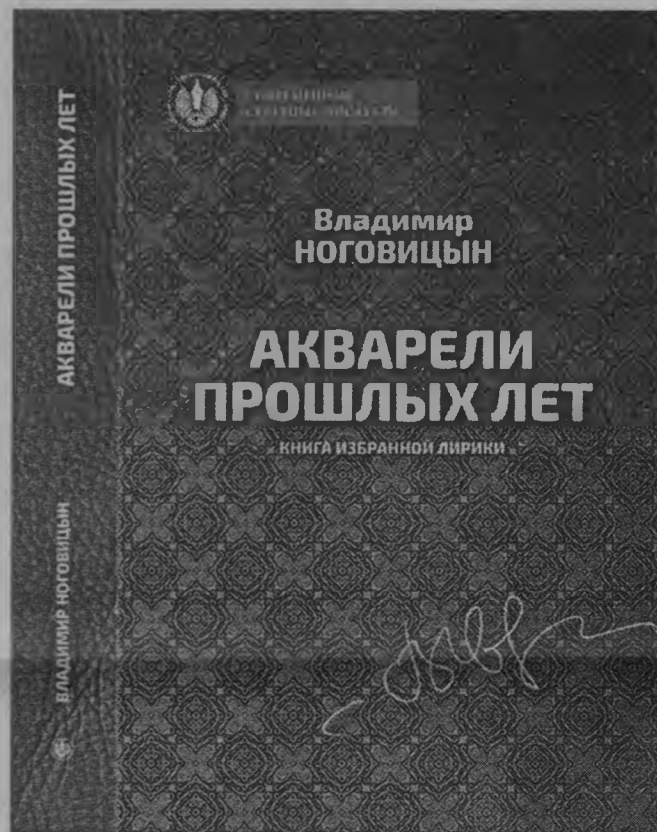 АКВАРЕЛИ ПРОШЛЫХ ЛЕТ
ВЛАДИМИР НОГОВИЦЫН
Владимир
НОГОВИЦЫН
АКВАРЕЛИ
ПРОШЛЫХ ЛЕТ
КНИГА ИЗБРАННОЙ ЛИРИКИ